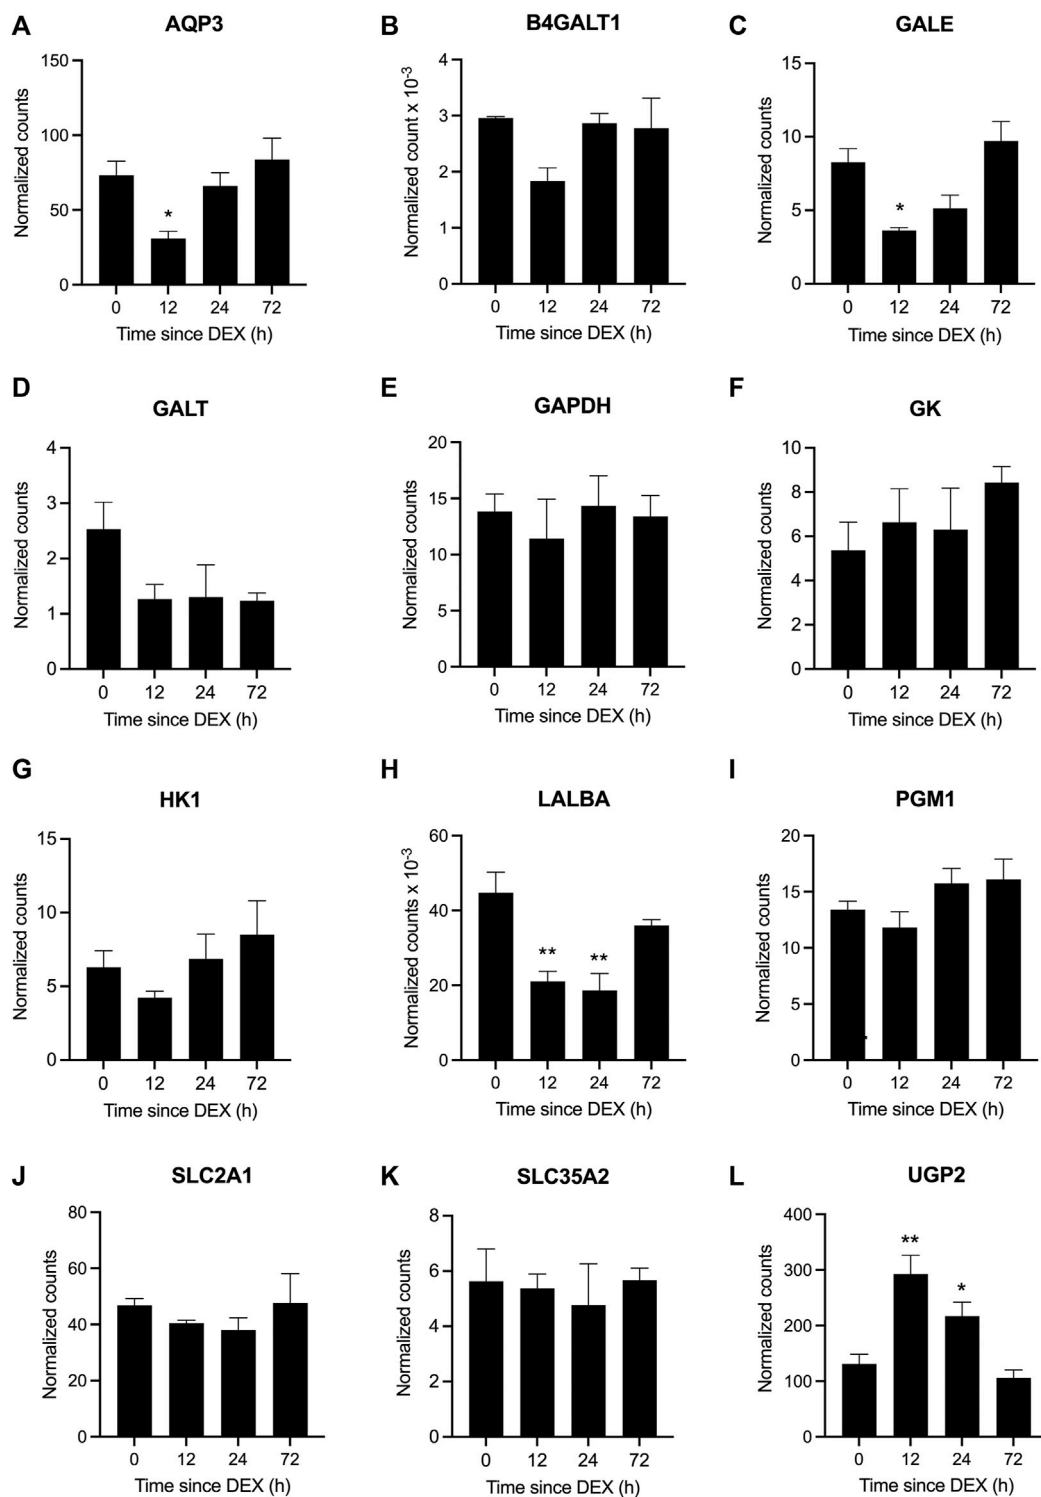 A
AQP3
Normalized counts
150
100
50
0
*
0 12 24 72
Time since DEX (h)
B
B4GALT1
Normalized count x 10-3
4
3
2
1
0
0 12 24 72
Time since DEX (h)
C
GALE
Normalized counts
15
10
5
0
*
0 12 24 72
Time since DEX (h)
D
GALT
Normalized counts
4
3
2
1
0
0 12 24 72
Time since DEX (h)
E
GAPDH
Normalized counts
20
15
10
5
0
0 12 24 72
Time since DEX (h)
F
GK
Normalized counts
10
8
6
4
2
0
0 12 24 72
Time since DEX (h)
G
HK1
Normalized counts
15
10
5
0
0 12 24 72
Time since DEX (h)
H
LALBA
Normalized counts x 10-3
60
40
20
0
** **
0 12 24 72
Time since DEX (h)
I
PGM1
Normalized counts
20
15
10
5
0
0 12 24 72
Time since DEX (h)
J
SLC2A1
Normalized counts
80
60
40
20
0
0 12 24 72
Time since DEX (h)
K
SLC35A2
Normalized counts
8
6
4
2
0
0 12 24 72
Time since DEX (h)
L
UGP2
Normalized counts
400
300
200
100
0
** *
0 12 24 72
Time since DEX (h)